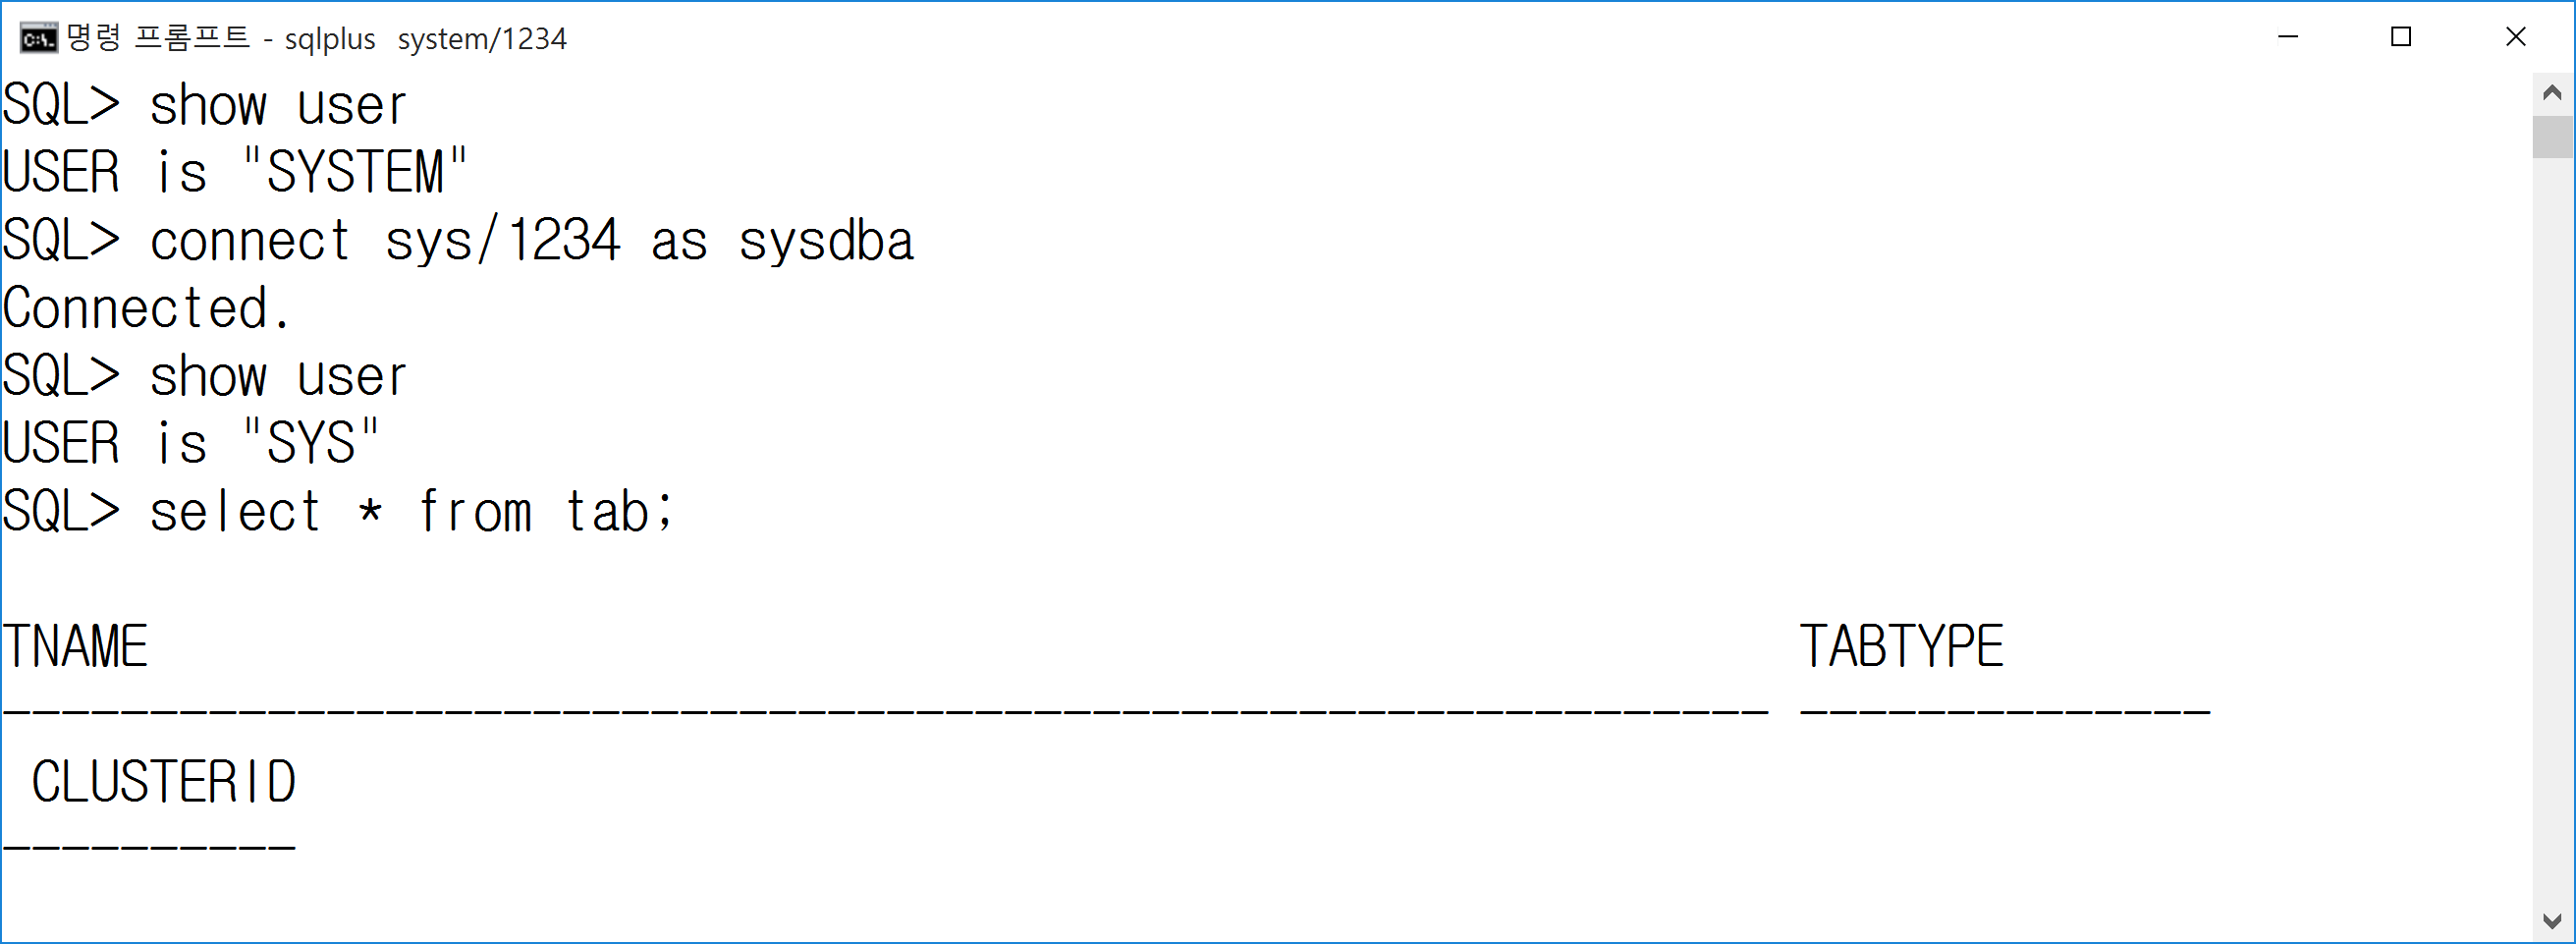 명령 프롬프트 - sqlplus  system/1234
SQL> show user
USER is "SYSTEM"
SQL> connect sys/1234 as sysdba
Connected.
SQL> show user
USER is "SYS"
SQL> select * from tab;
TNAME                                                        TABTYPE
------------------------------------------------------------ --------------
 CLUSTERID
----------